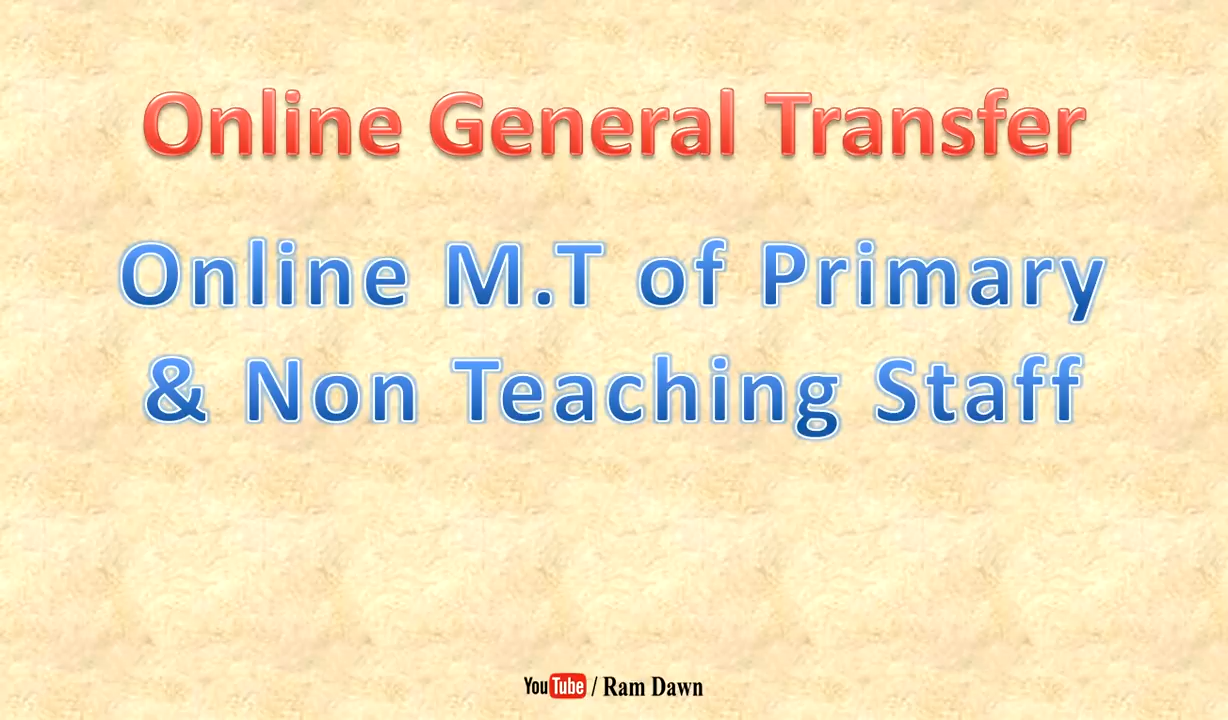 Online General Transfer
Online M.T of Primary
& Non Teaching Staff
YouTube / Ram Dawn